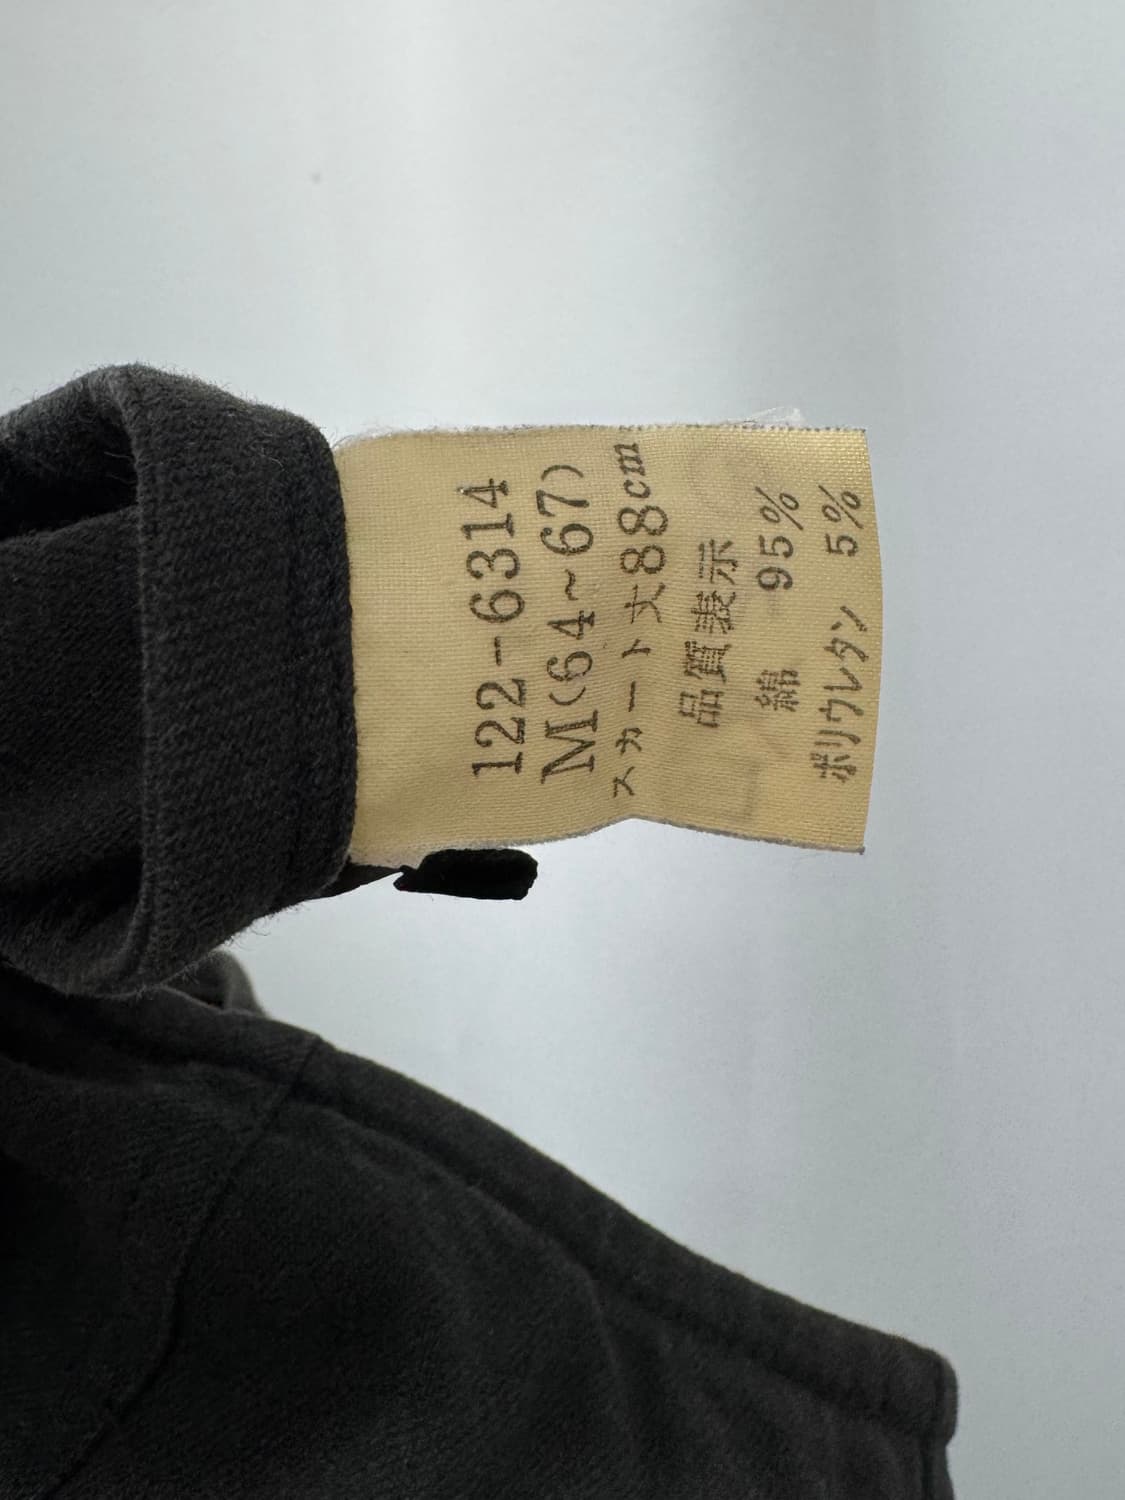 122-6314
M(64~67)
スカート丈88cm
品質表示
綿 95%
ポリウレタン 5%